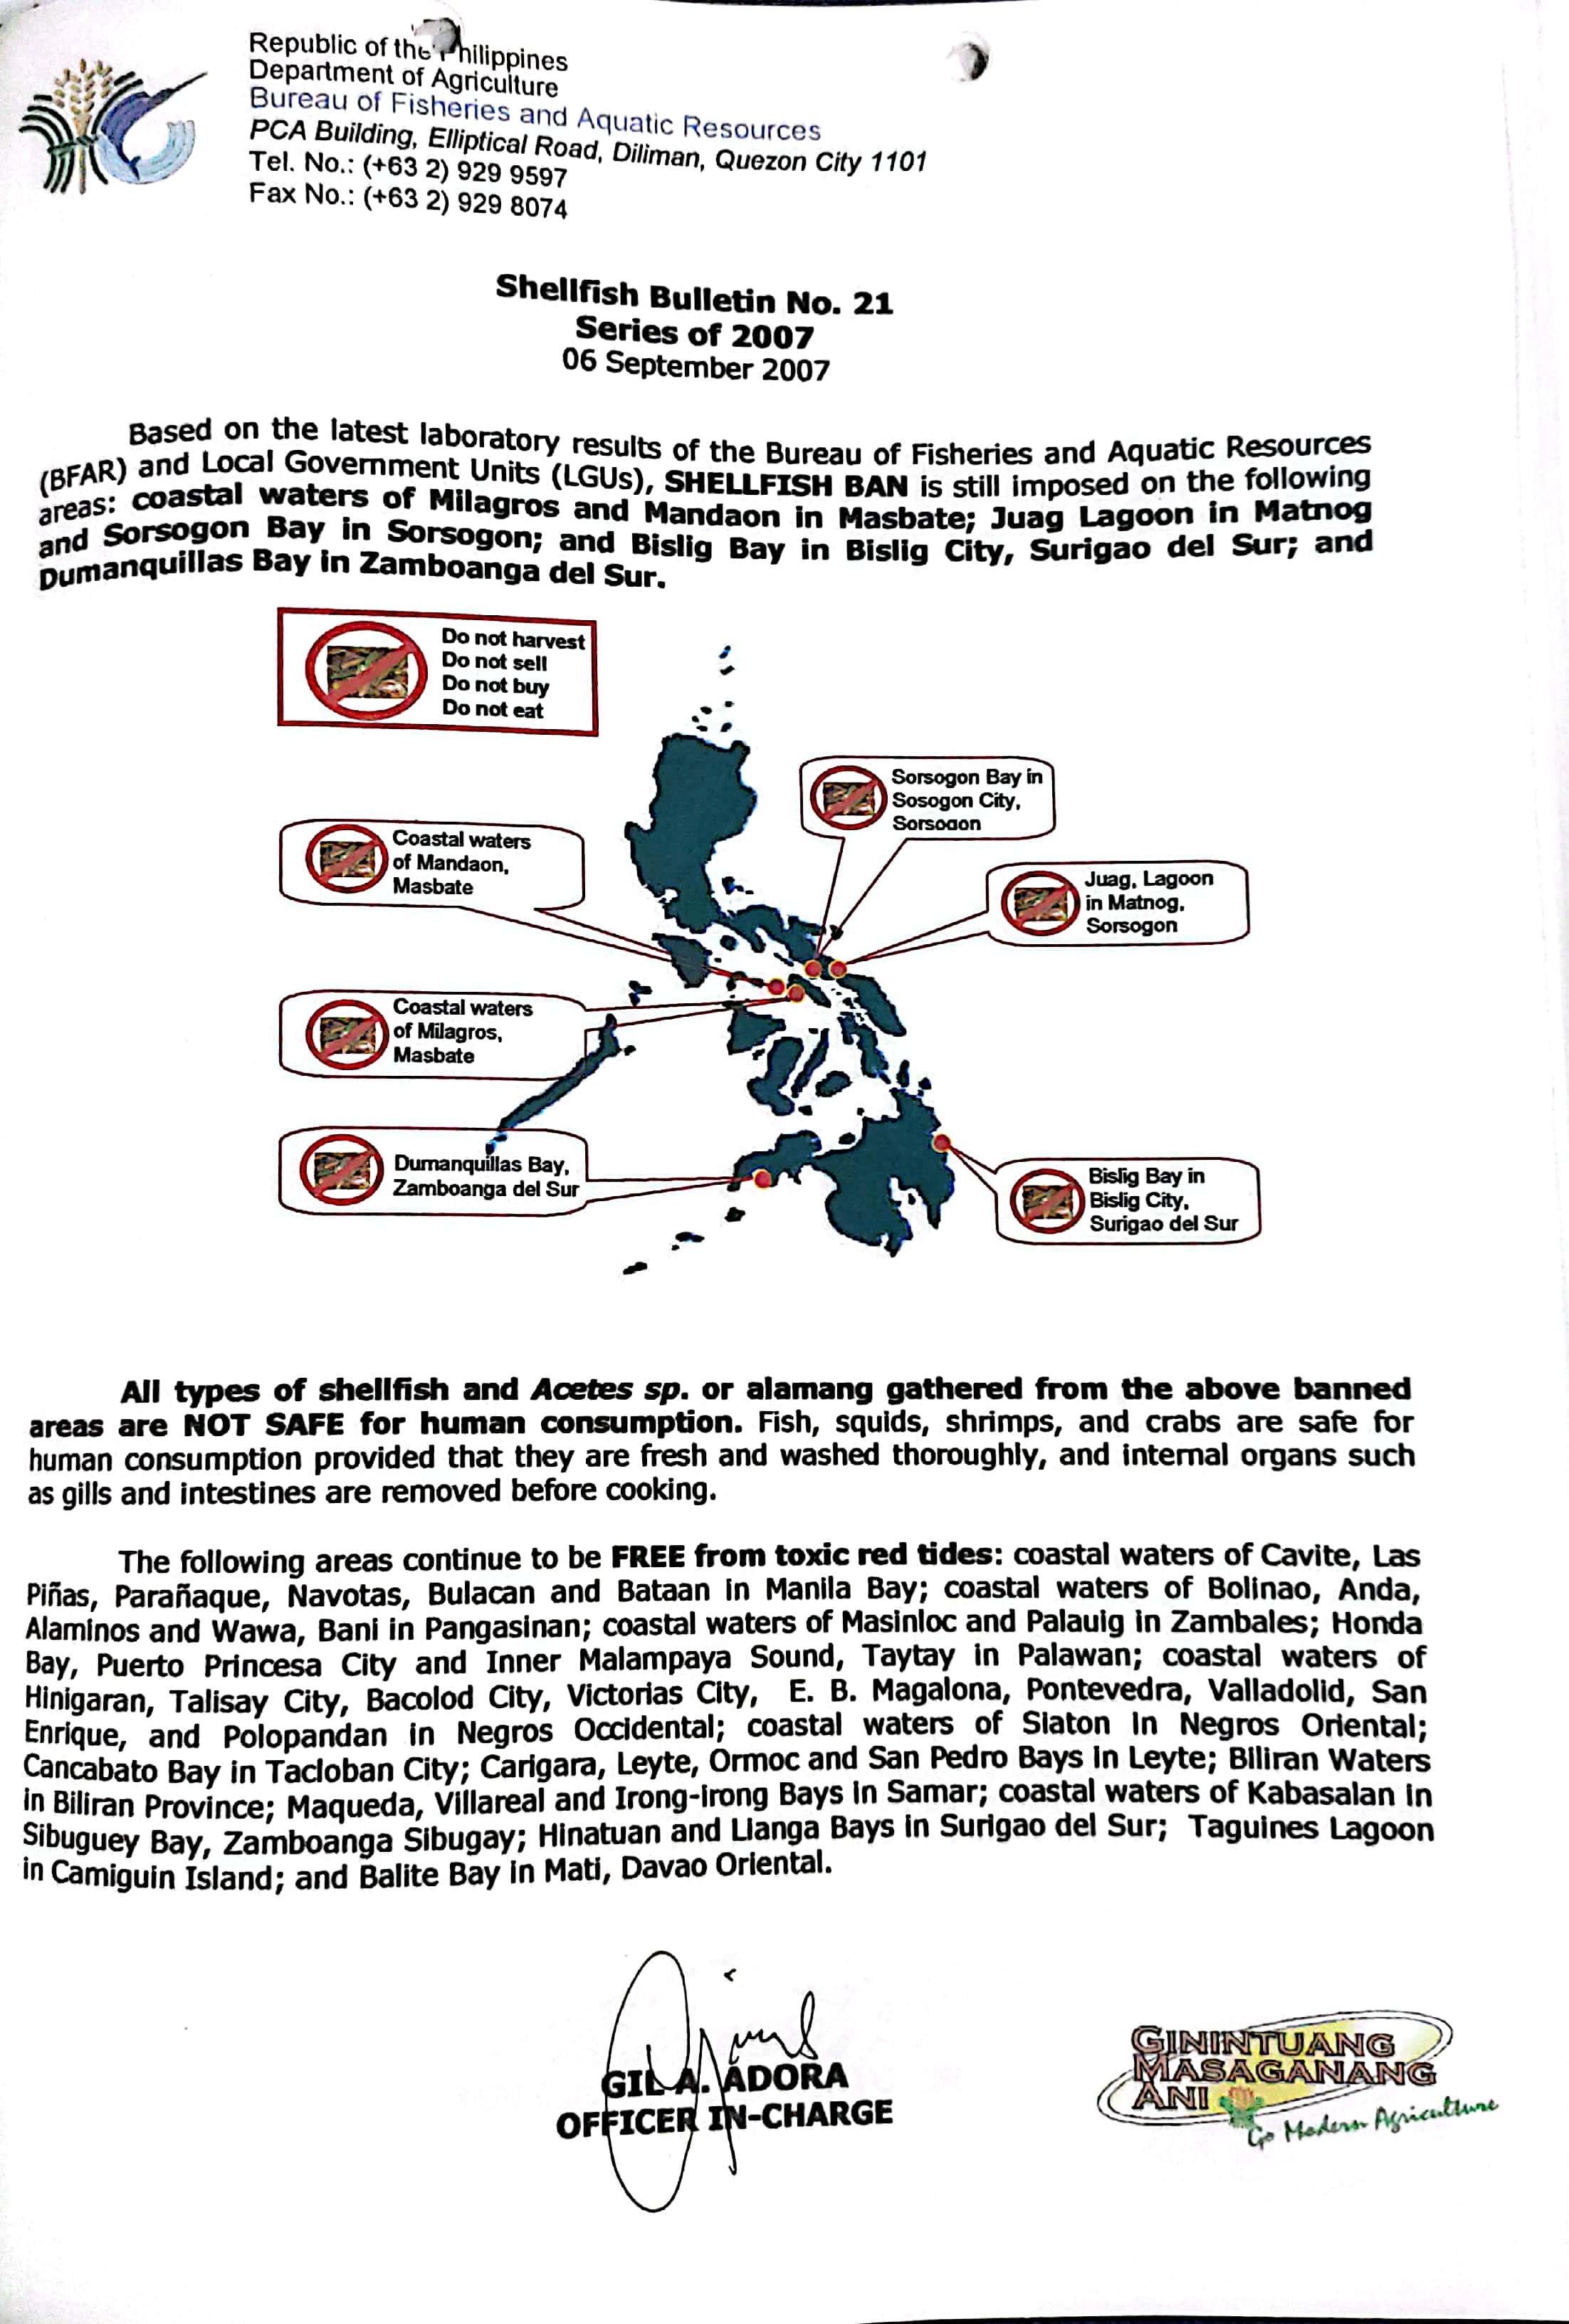 Republic of the Philippines
Department of Agriculture
Bureau of Fisheries and Aquatic Resources
PCA Building, Elliptical Road, Diliman, Quezon City 1101
Tel. No.: (+63 2) 929 9597
Fax No.: (+63 2) 929 8074
Shellfish Bulletin No. 21
Series of 2007
06 September 2007
Based on the latest laboratory results of the Bureau of Fisheries and Aquatic Resources
(BFAR) and Local Government Units (LGUs), SHELLFISH BAN is still imposed on the following
areas: coastal waters of Milagros and Mandaon in Masbate; Juag Lagoon in Matnog
and Sorsogon Bay in Sorsogon; and Bislig Bay in Bislig City, Surigao del Sur; and
Dumanquillas Bay in Zamboanga del Sur.
Do not harvest
Do not sell
Do not buy
Do not eat
Sorsogon Bay in
Sosogon City,
Sorsogon
Coastal waters
of Mandaon,
Masbate
Juag, Lagoon
in Matnog,
Sorsogon
Coastal waters
of Milagros,
Masbate
Dumanquillas Bay,
Zamboanga del Sur
Bislig Bay in
Bislig City,
Surigao del Sur
All types of shellfish and Acetes sp. or alamang gathered from the above banned
areas are NOT SAFE for human consumption. Fish, squids, shrimps, and crabs are safe for
human consumption provided that they are fresh and washed thoroughly, and internal organs such
as gills and intestines are removed before cooking.
The following areas continue to be FREE from toxic red tides: coastal waters of Cavite, Las
Piñas, Parañaque, Navotas, Bulacan and Bataan in Manila Bay; coastal waters of Bolinao, Anda,
Alaminos and Wawa, Bani in Pangasinan; coastal waters of Masinloc and Palauig in Zambales; Honda
Bay, Puerto Princesa City and Inner Malampaya Sound, Taytay in Palawan; coastal waters of
Hinigaran, Talisay City, Bacolod City, Victorias City, E. B. Magalona, Pontevedra, Valladolid, San
Enrique, and Polopandan in Negros Occidental; coastal waters of Siaton in Negros Oriental;
Cancabato Bay in Tacloban City; Carigara, Leyte, Ormoc and San Pedro Bays in Leyte; Biliran Waters
in Biliran Province; Maqueda, Villareal and Irong-Irong Bays in Samar; coastal waters of Kabasalan in
Sibuguey Bay, Zamboanga Sibugay; Hinatuan and Lianga Bays in Surigao del Sur; Taguines Lagoon
in Camiguin Island; and Balite Bay in Mati, Davao Oriental.
GIL A. ADORA
OFFICER IN-CHARGE
GININTUANG
MASAGANANG
ANI
Go Modern Agriculture